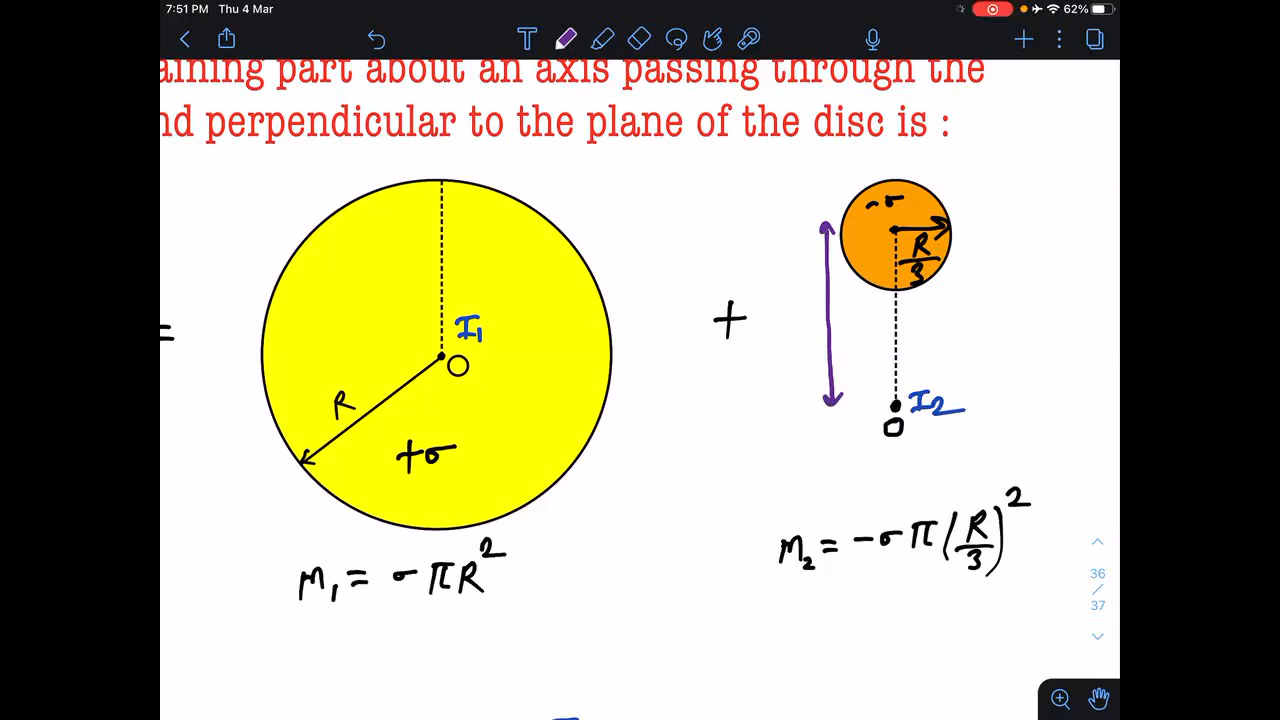 7:51 PM Thu 4 Mar
62%
T
aining part about an axis passing through the
nd perpendicular to the plane of the disc is :
-σ
R/3
=
I₁
O
+
R
I₂
O
+σ
M₁ = σπR²
M₂ = -σπ(R/3)²
36
/
37